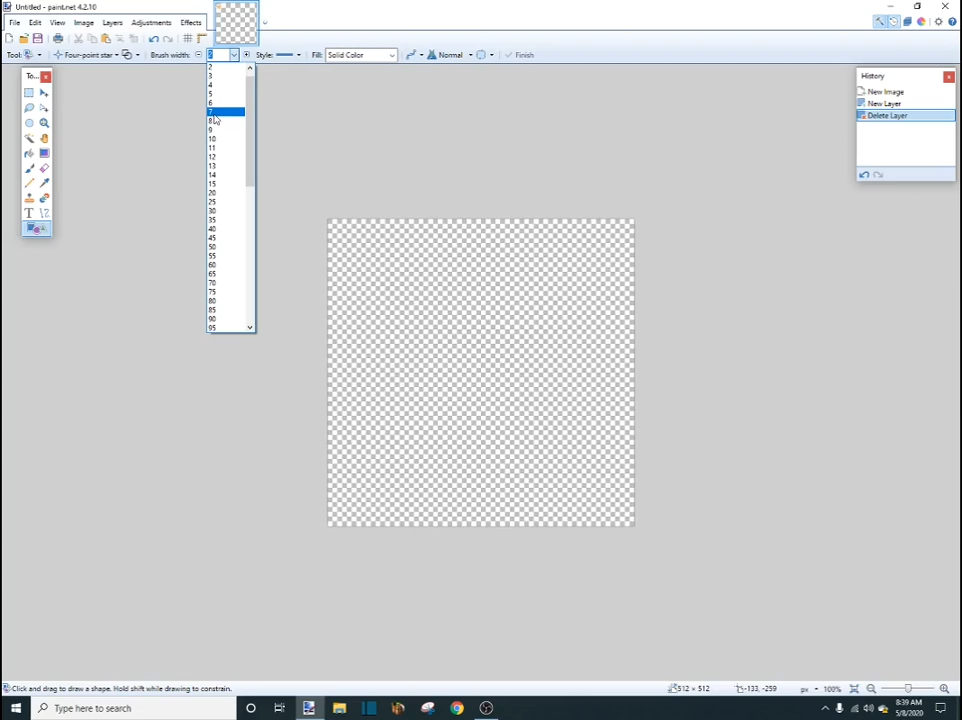 Untitled - paint.net 4.2.10
File Edit View Image Layers Adjustments Effects
Tool: Four-point star Brush width: Style: Fill: Solid Color Normal Finish
To...
2
3
4
5
6
7
8
9
10
11
12
13
14
15
20
25
30
35
40
45
50
55
60
65
70
75
80
85
90
95
T
History
New Image
New Layer
Delete Layer
Click and drag to draw a shape. Hold shift while drawing to constrain.
512 × 512
-133, -259
px
100%
Type here to search
8:39 AM
5/8/2020